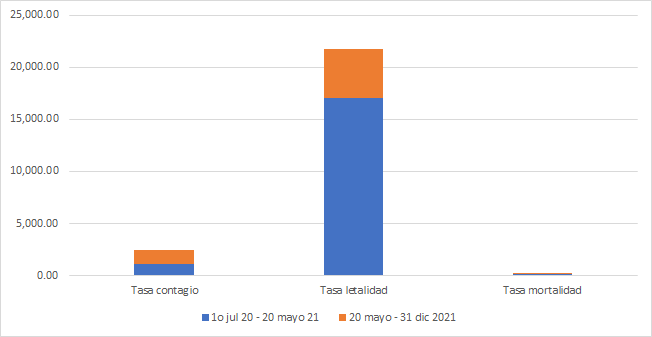 25,000.00
20,000.00
15,000.00
10,000.00
5,000.00
0.00
Tasa contagio
Tasa letalidad
Tasa mortalidad
1o jul 20 - 20 mayo 21
20 mayo - 31 dic 2021